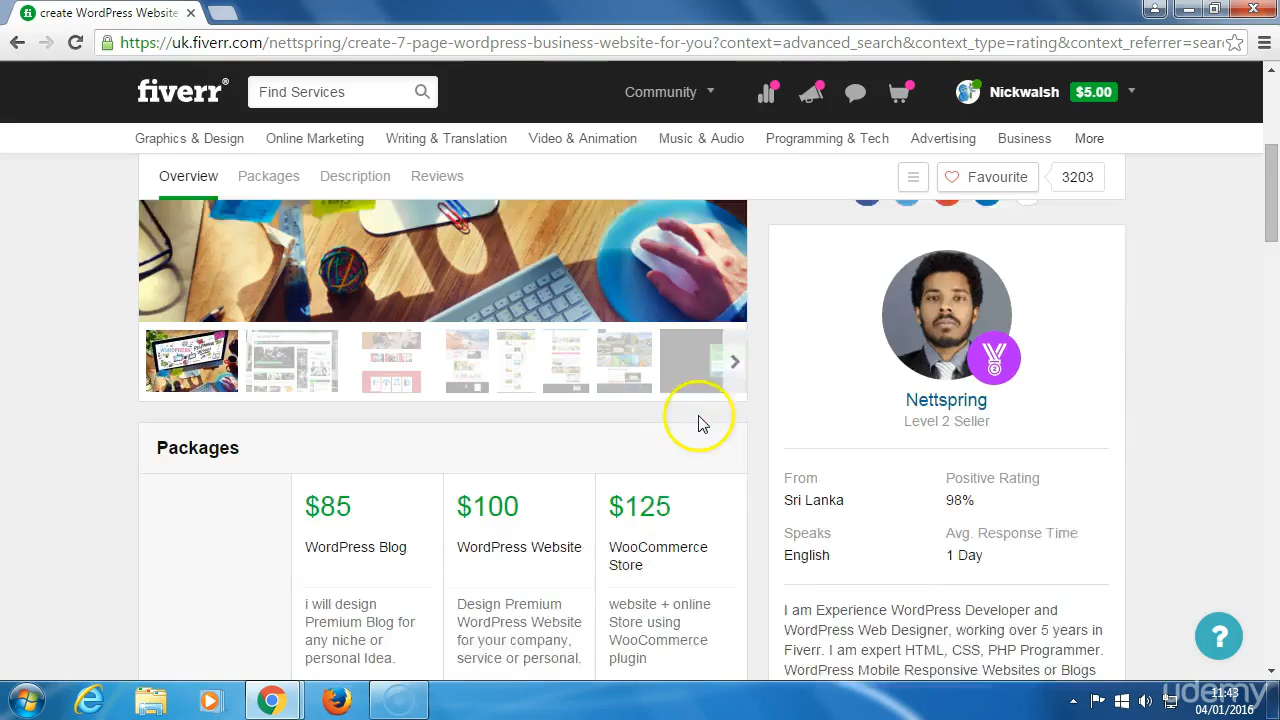 create WordPress Website
https://uk.fiverr.com/nettspring/create-7-page-wordpress-business-website-for-you?context=advanced_search&context_type=rating&context_referrer=sear
fiverr® Find Services Community Nickwalsh $5.00
Graphics & Design Online Marketing Writing & Translation Video & Animation Music & Audio Programming & Tech Advertising Business More
Overview Packages Description Reviews Favourite 3203
Nettspring
Level 2 Seller
Packages
From Positive Rating
Sri Lanka 98%
Speaks Avg. Response Time
English 1 Day
$85 $100 $125
WordPress Blog WordPress Website WooCommerce
Store
i will design Design Premium website + online
Premium Blog for WordPress Website Store using
any niche or for your company, WooCommerce
personal Idea. service or personal. plugin
I am Experience WordPress Developer and
WordPress Web Designer, working over 5 years in
Fiverr. I am expert HTML, CSS, PHP Programmer.
WordPress Mobile Responsive Websites or Blogs
?
udemy
11:43
04/01/2016